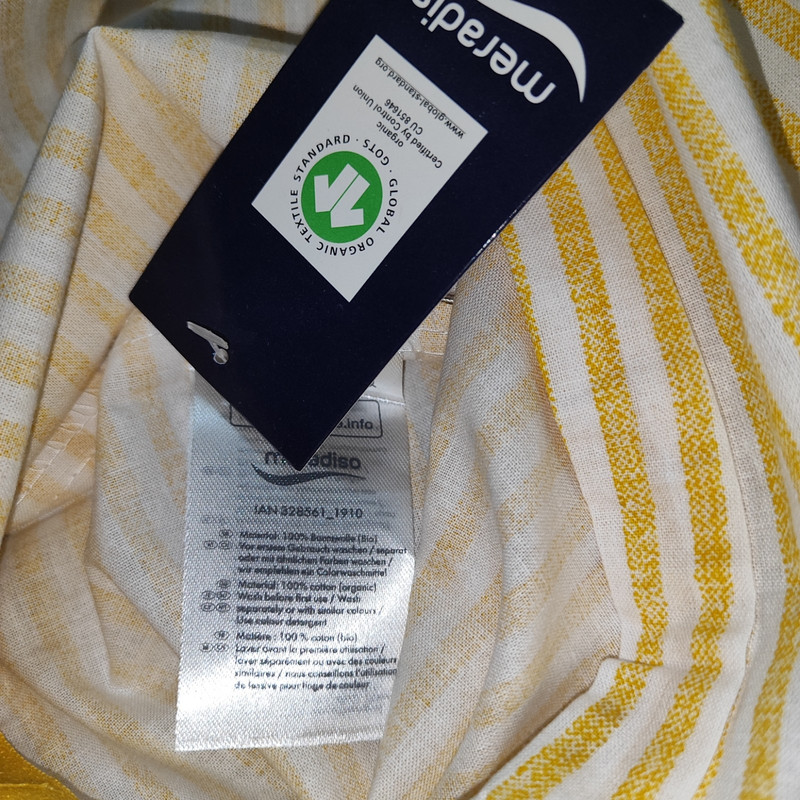 meradiso
GLOBAL ORGANIC TEXTILE STANDARD · GOTS ·
organic
Certified by Control Union
CU 851646
www.global-standard.org
.info
meradiso
IAN 328561_1910
Material: 100% Baumwolle (Bio)
Vor erstem Gebrauch waschen / separat
oder mit ähnlichen Farben waschen /
wir empfehlen ein Colorwaschmittel
Material: 100% cotton (organic)
Wash before first use / Wash
separately or with similar colours /
Use colour detergent
Matière: 100 % coton (bio)
Laver avant la première utilisation /
laver séparément ou avec des couleurs
similaires / nous conseillons l'utilisation
de lessive pour linge de couleur